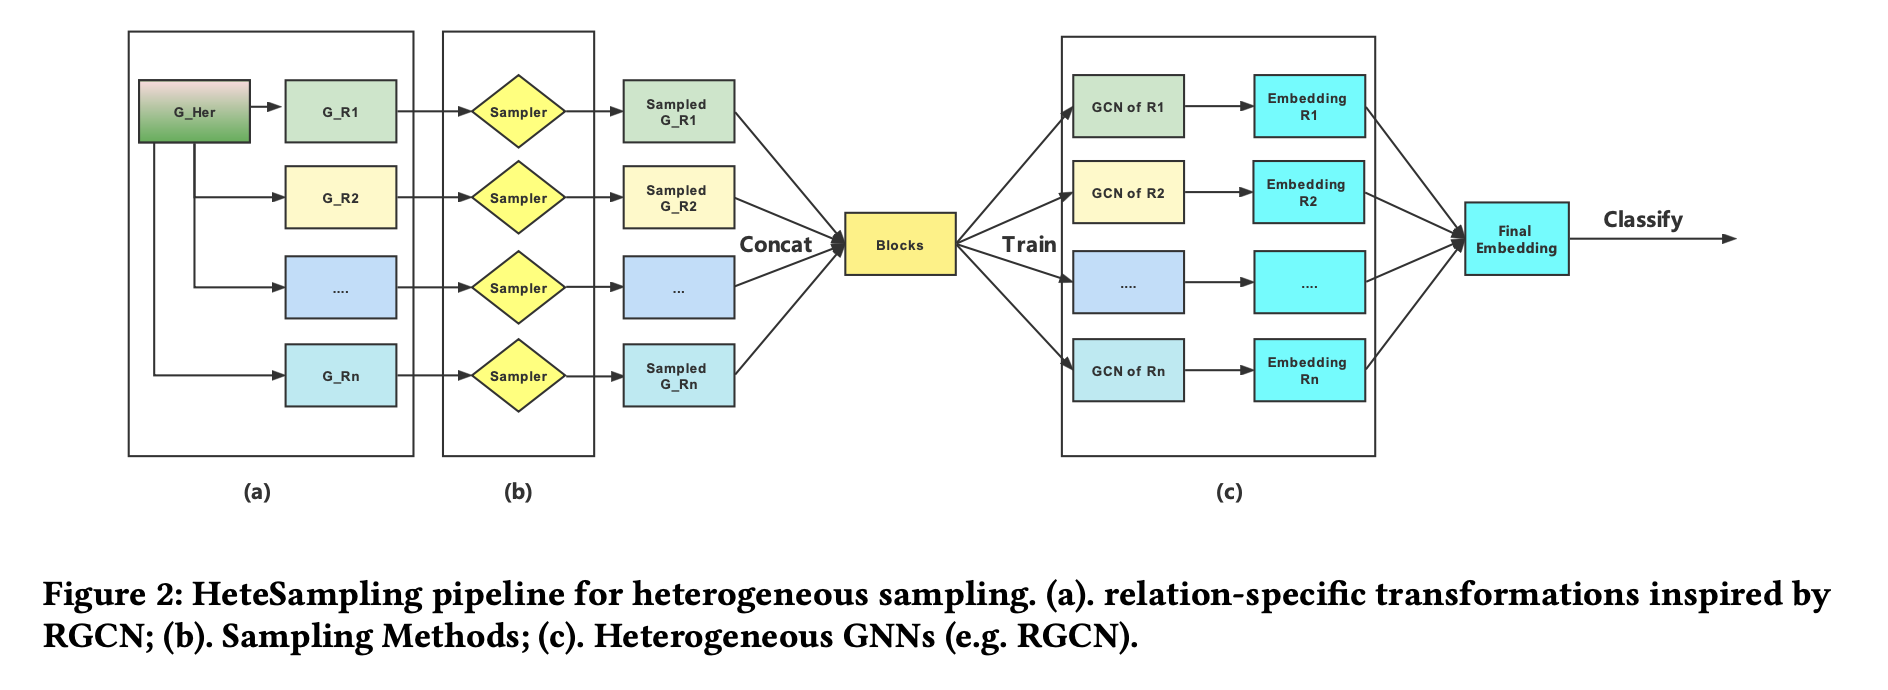 G_Her
G_R1
Sampler
Sampled
G_R1
G_R2
Sampler
Sampled
G_R2
....
Sampler
...
G_Rn
Sampler
Sampled
G_Rn
Concat
Blocks
Train
GCN of R1
Embedding
R1
GCN of R2
Embedding
R2
....
....
GCN of Rn
Embedding
Rn
Final
Embedding
Classify
(a)
(b)
(c)
Figure 2: HeteSampling pipeline for heterogeneous sampling. (a). relation-specific transformations inspired by
RGCN; (b). Sampling Methods; (c). Heterogeneous GNNs (e.g. RGCN).